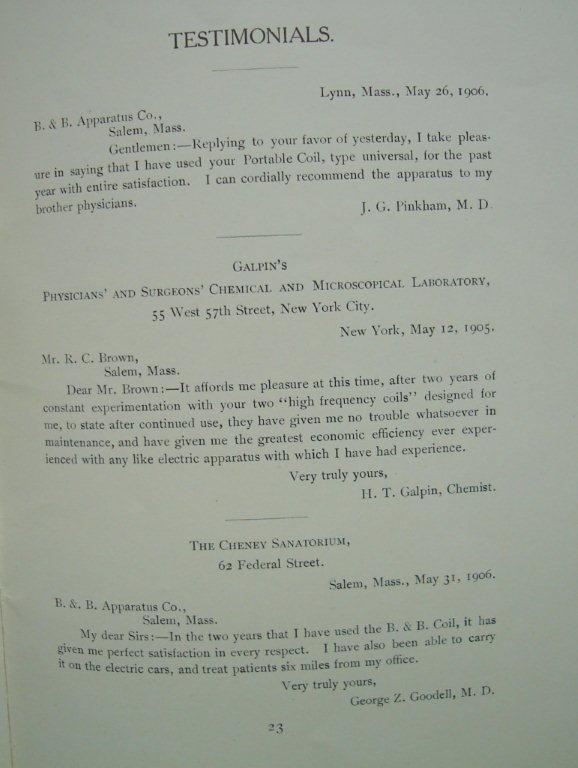 TESTIMONIALS.
Lynn, Mass., May 26, 1906.
B. & B. Apparatus Co.,
Salem, Mass.
Gentlemen:—Replying to your favor of yesterday, I take pleas-
ure in saying that I have used your Portable Coil, type universal, for the past
year with entire satisfaction. I can cordially recommend the apparatus to my
brother physicians.
J. G. Pinkham, M. D.
GALPIN'S
PHYSICIANS' AND SURGEONS' CHEMICAL AND MICROSCOPICAL LABORATORY,
55 West 57th Street, New York City.
New York, May 12, 1905.
Mr. R. C. Brown,
Salem, Mass.
Dear Mr. Brown:—It affords me pleasure at this time, after two years of
constant experimentation with your two "high frequency coils" designed for
me, to state after continued use, they have given me no trouble whatsoever in
maintenance, and have given me the greatest economic efficiency ever exper-
ienced with any like electric apparatus with which I have had experience.
Very truly yours,
H. T. Galpin, Chemist.
THE CHENEY SANATORIUM,
62 Federal Street.
Salem, Mass., May 31, 1906.
B. & B. Apparatus Co.,
Salem, Mass.
My dear Sirs:—In the two years that I have used the B. & B. Coil, it has
given me perfect satisfaction in every respect. I have also been able to carry
it on the electric cars, and treat patients six miles from my office.
Very truly yours,
George Z. Goodell, M. D.
23